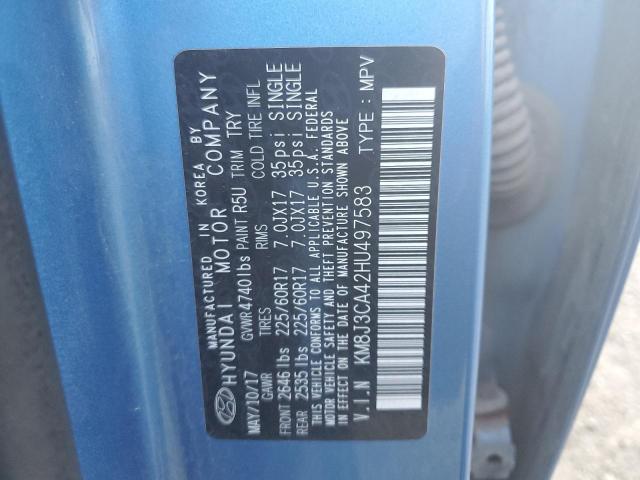 MANUFACTURED IN KOREA BY
HYUNDAI MOTOR COMPANY
MAY/10/17 GVWR 4740lbs PAINT R5U TRIM TRY
GAWR TIRES RIMS COLD TIRE INFL
FRONT 2646 lbs 225/60R17 7.0JX17 35psi SINGLE
REAR 2535 lbs 225/60R17 7.0JX17 35psi SINGLE
THIS VEHICLE CONFORMS TO ALL APPLICABLE U.S.A. FEDERAL
MOTOR VEHICLE SAFETY AND THEFT PREVENTION STANDARDS
IN EFFECT ON THE DATE OF MANUFACTURE SHOWN ABOVE
V.I.N KM8J3CA42HU497583 TYPE : MPV